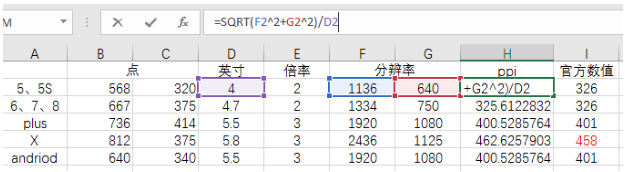 M fx =SQRT(F2^2+G2^2)/D2
A B C D E F G H I
点 英寸 倍率 分辨率 ppi 官方数值
5、5S 568 320 4 2 1136 640 +G2^2)/D2 326
6、7、8 667 375 4.7 2 1334 750 325.6122832 326
plus 736 414 5.5 3 1920 1080 400.5285764 401
X 812 375 5.8 3 2436 1125 462.6257903 458
andriod 640 340 5.5 3 1920 1080 400.5285764 401